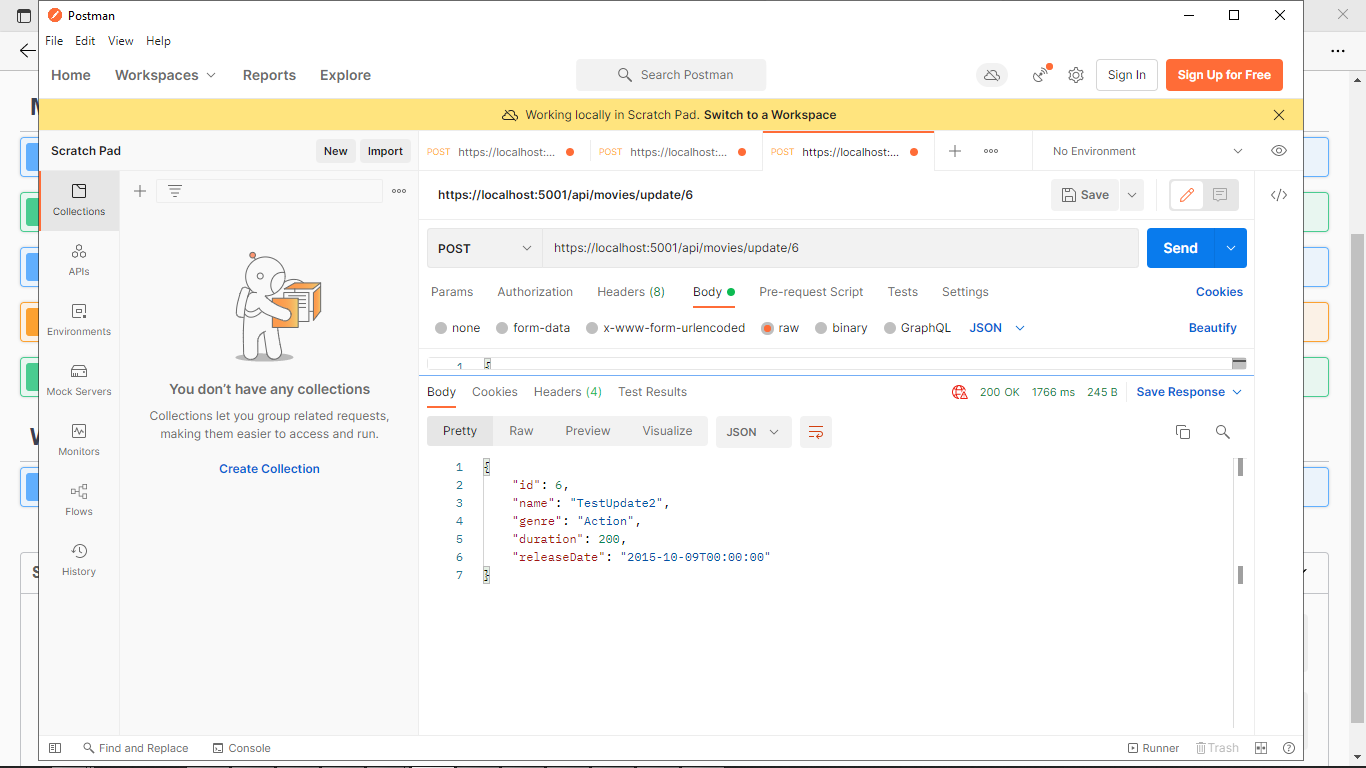 Postman
File Edit View Help
Home Workspaces Reports Explore Search Postman Sign In Sign Up for Free
Working locally in Scratch Pad. Switch to a Workspace
Scratch Pad New Import
POST https://localhost:... POST https://localhost:... POST https://localhost:... No Environment
Collections
APIs
Environments
Mock Servers
Monitors
Flows
History
You don't have any collections
Collections let you group related requests,
making them easier to access and run.
Create Collection
https://localhost:5001/api/movies/update/6 Save
POST https://localhost:5001/api/movies/update/6 Send
Params Authorization Headers (8) Body Pre-request Script Tests Settings Cookies
none form-data x-www-form-urlencoded raw binary GraphQL JSON Beautify
1 {
Body Cookies Headers (4) Test Results 200 OK 1766 ms 245 B Save Response
Pretty Raw Preview Visualize JSON
1 {
2 "id": 6,
3 "name": "TestUpdate2",
4 "genre": "Action",
5 "duration": 200,
6 "releaseDate": "2015-10-09T00:00:00"
7 }
Find and Replace Console Runner Trash